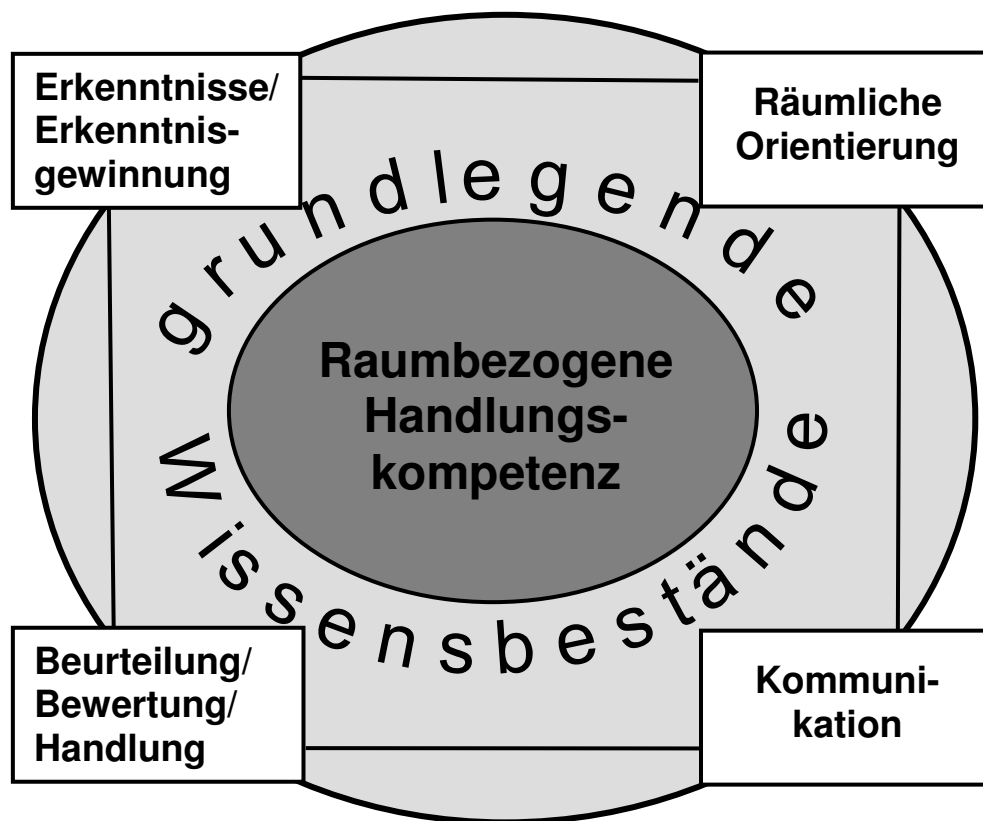 Erkenntnisse/
Erkenntnis-
gewinnung
Räumliche
Orientierung
grundlegende
Raumbezogene
Handlungs-
kompetenz
Wissensbestände
Beurteilung/
Bewertung/
Handlung
Kommuni-
kation